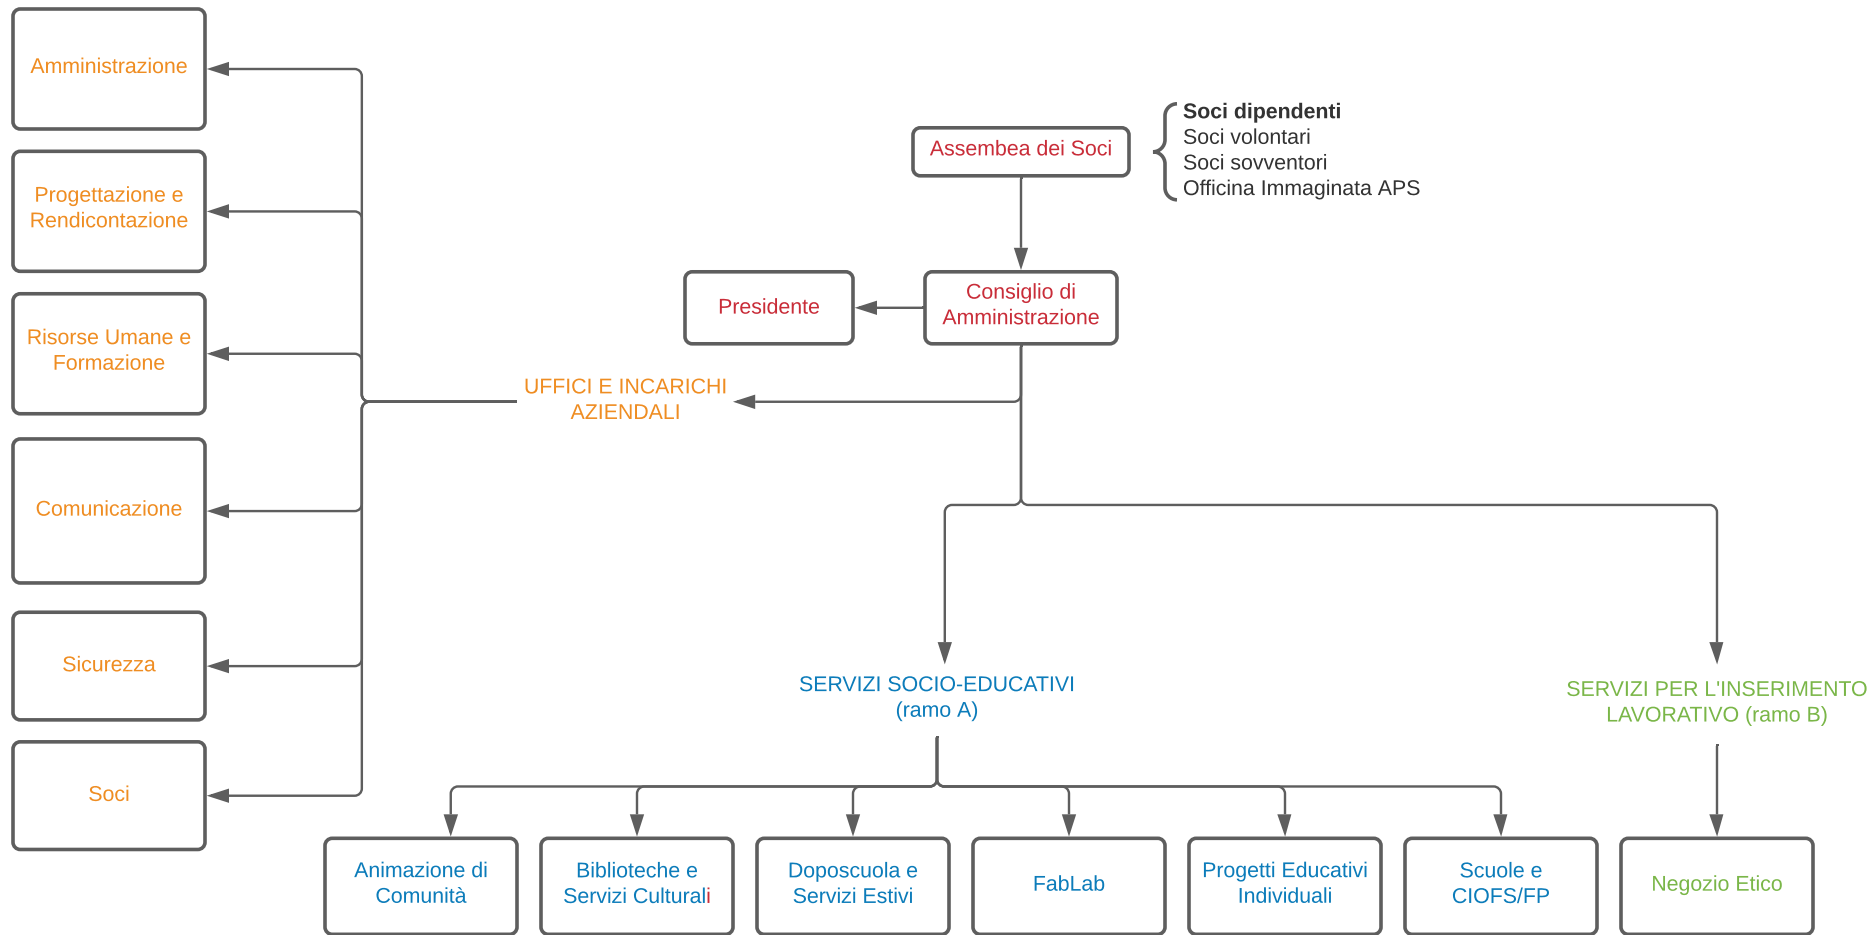 Amministrazione
Progettazione e
Rendicontazione
Risorse Umane e
Formazione
Comunicazione
Sicurezza
Soci
Assembea dei Soci
Soci dipendenti
Soci volontari
Soci sovventori
Officina Immaginata APS
Presidente
Consiglio di
Amministrazione
UFFICI E INCARICHI
AZIENDALI
SERVIZI SOCIO-EDUCATIVI
(ramo A)
SERVIZI PER L'INSERIMENTO
LAVORATIVO (ramo B)
Animazione di
Comunità
Biblioteche e
Servizi Culturali
Doposcuola e
Servizi Estivi
FabLab
Progetti Educativi
Individuali
Scuole e
CIOFS/FP
Negozio Etico